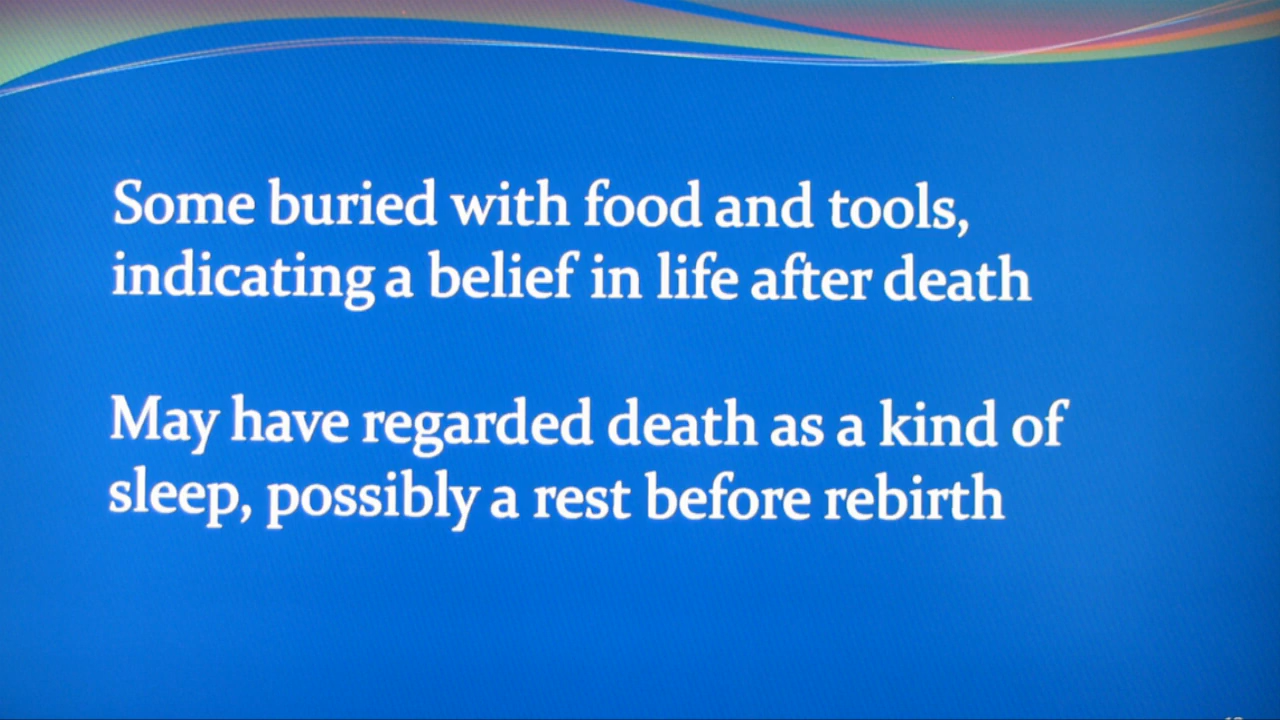 Some buried with food and tools,
indicating a belief in life after death
May have regarded death as a kind of
sleep, possibly a rest before rebirth